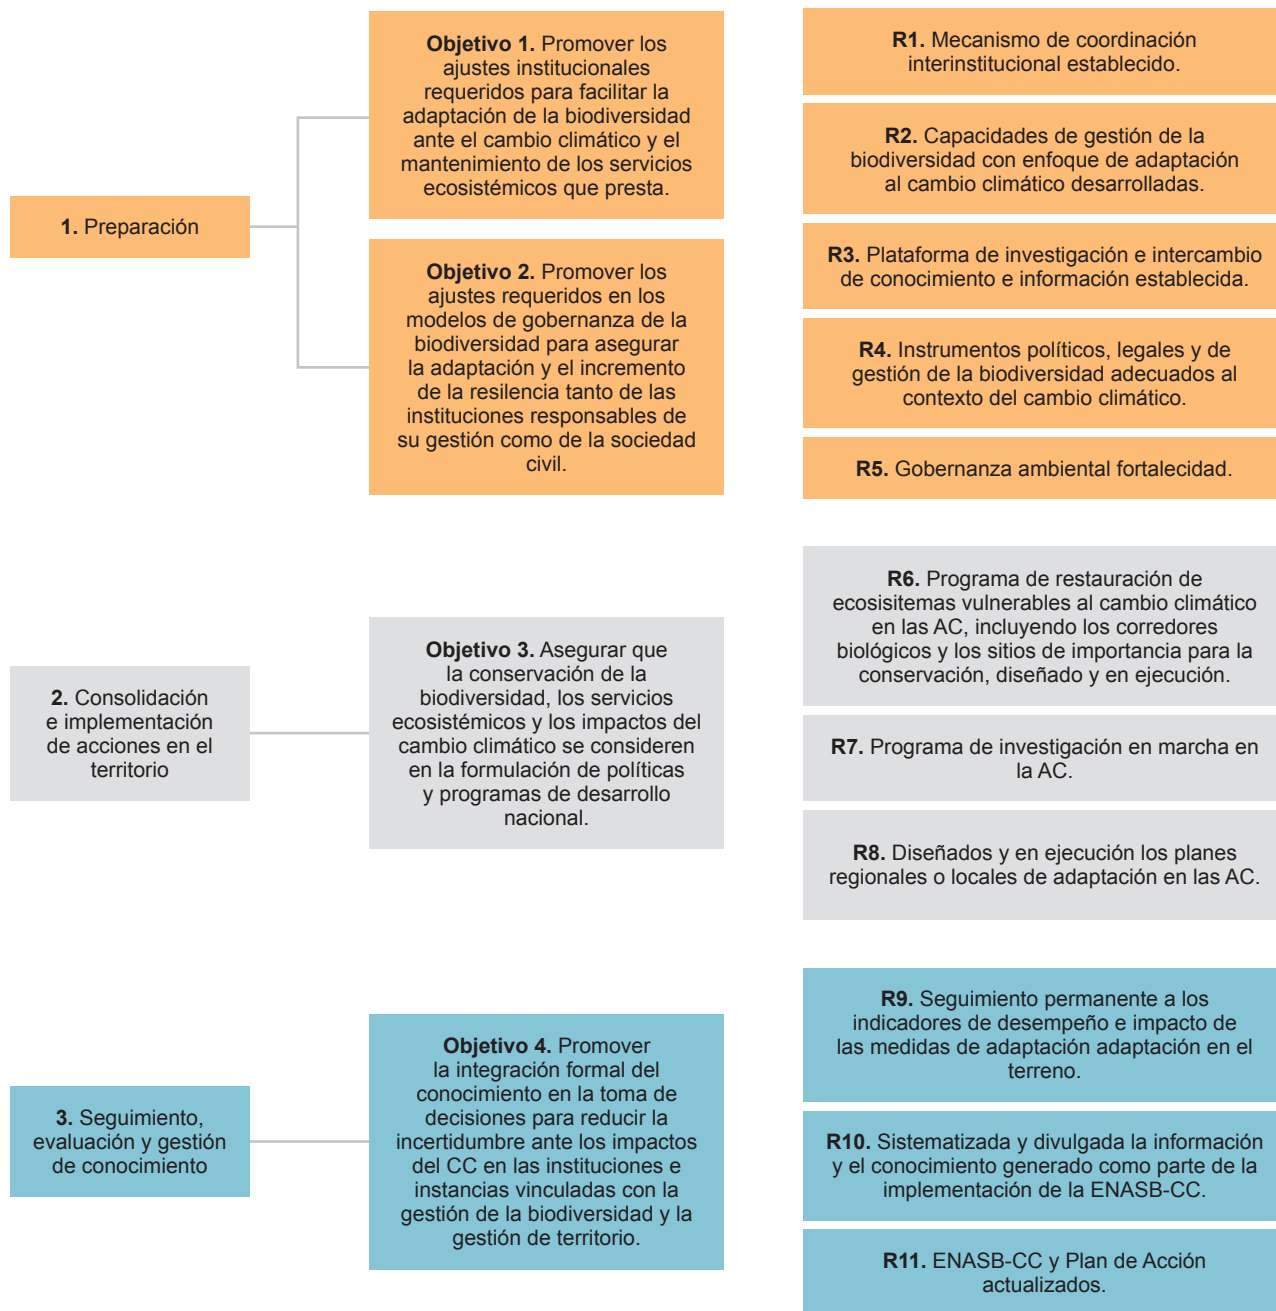 1. Preparación
Objetivo 1. Promover los
ajustes institucionales
requeridos para facilitar la
adaptación de la biodiversidad
ante el cambio climático y el
mantenimiento de los servicios
ecosistémicos que presta.
Objetivo 2. Promover los
ajustes requeridos en los
modelos de gobernanza de la
biodiversidad para asegurar
la adaptación y el incremento
de la resilencia tanto de las
instituciones responsables de
su gestión como de la sociedad
civil.
R1. Mecanismo de coordinación
interinstitucional establecido.
R2. Capacidades de gestión de la
biodiversidad con enfoque de adaptación
al cambio climático desarrolladas.
R3. Plataforma de investigación e intercambio
de conocimiento e información establecida.
R4. Instrumentos políticos, legales y de
gestión de la biodiversidad adecuados al
contexto del cambio climático.
R5. Gobernanza ambiental fortalecidad.
2. Consolidación
e implementación
de acciones en el
territorio
Objetivo 3. Asegurar que
la conservación de la
biodiversidad, los servicios
ecosistémicos y los impactos del
cambio climático se consideren
en la formulación de políticas
y programas de desarrollo
nacional.
R6. Programa de restauración de
ecosisitemas vulnerables al cambio climático
en las AC, incluyendo los corredores
biológicos y los sitios de importancia para la
conservación, diseñado y en ejecución.
R7. Programa de investigación en marcha en
la AC.
R8. Diseñados y en ejecución los planes
regionales o locales de adaptación en las AC.
3. Seguimiento,
evaluación y gestión
de conocimiento
Objetivo 4. Promover
la integración formal del
conocimiento en la toma de
decisiones para reducir la
incertidumbre ante los impactos
del CC en las instituciones e
instancias vinculadas con la
gestión de la biodiversidad y la
gestión de territorio.
R9. Seguimiento permanente a los
indicadores de desempeño e impacto de
las medidas de adaptación adaptación en el
terreno.
R10. Sistematizada y divulgada la información
y el conocimiento generado como parte de la
implementación de la ENASB-CC.
R11. ENASB-CC y Plan de Acción
actualizados.